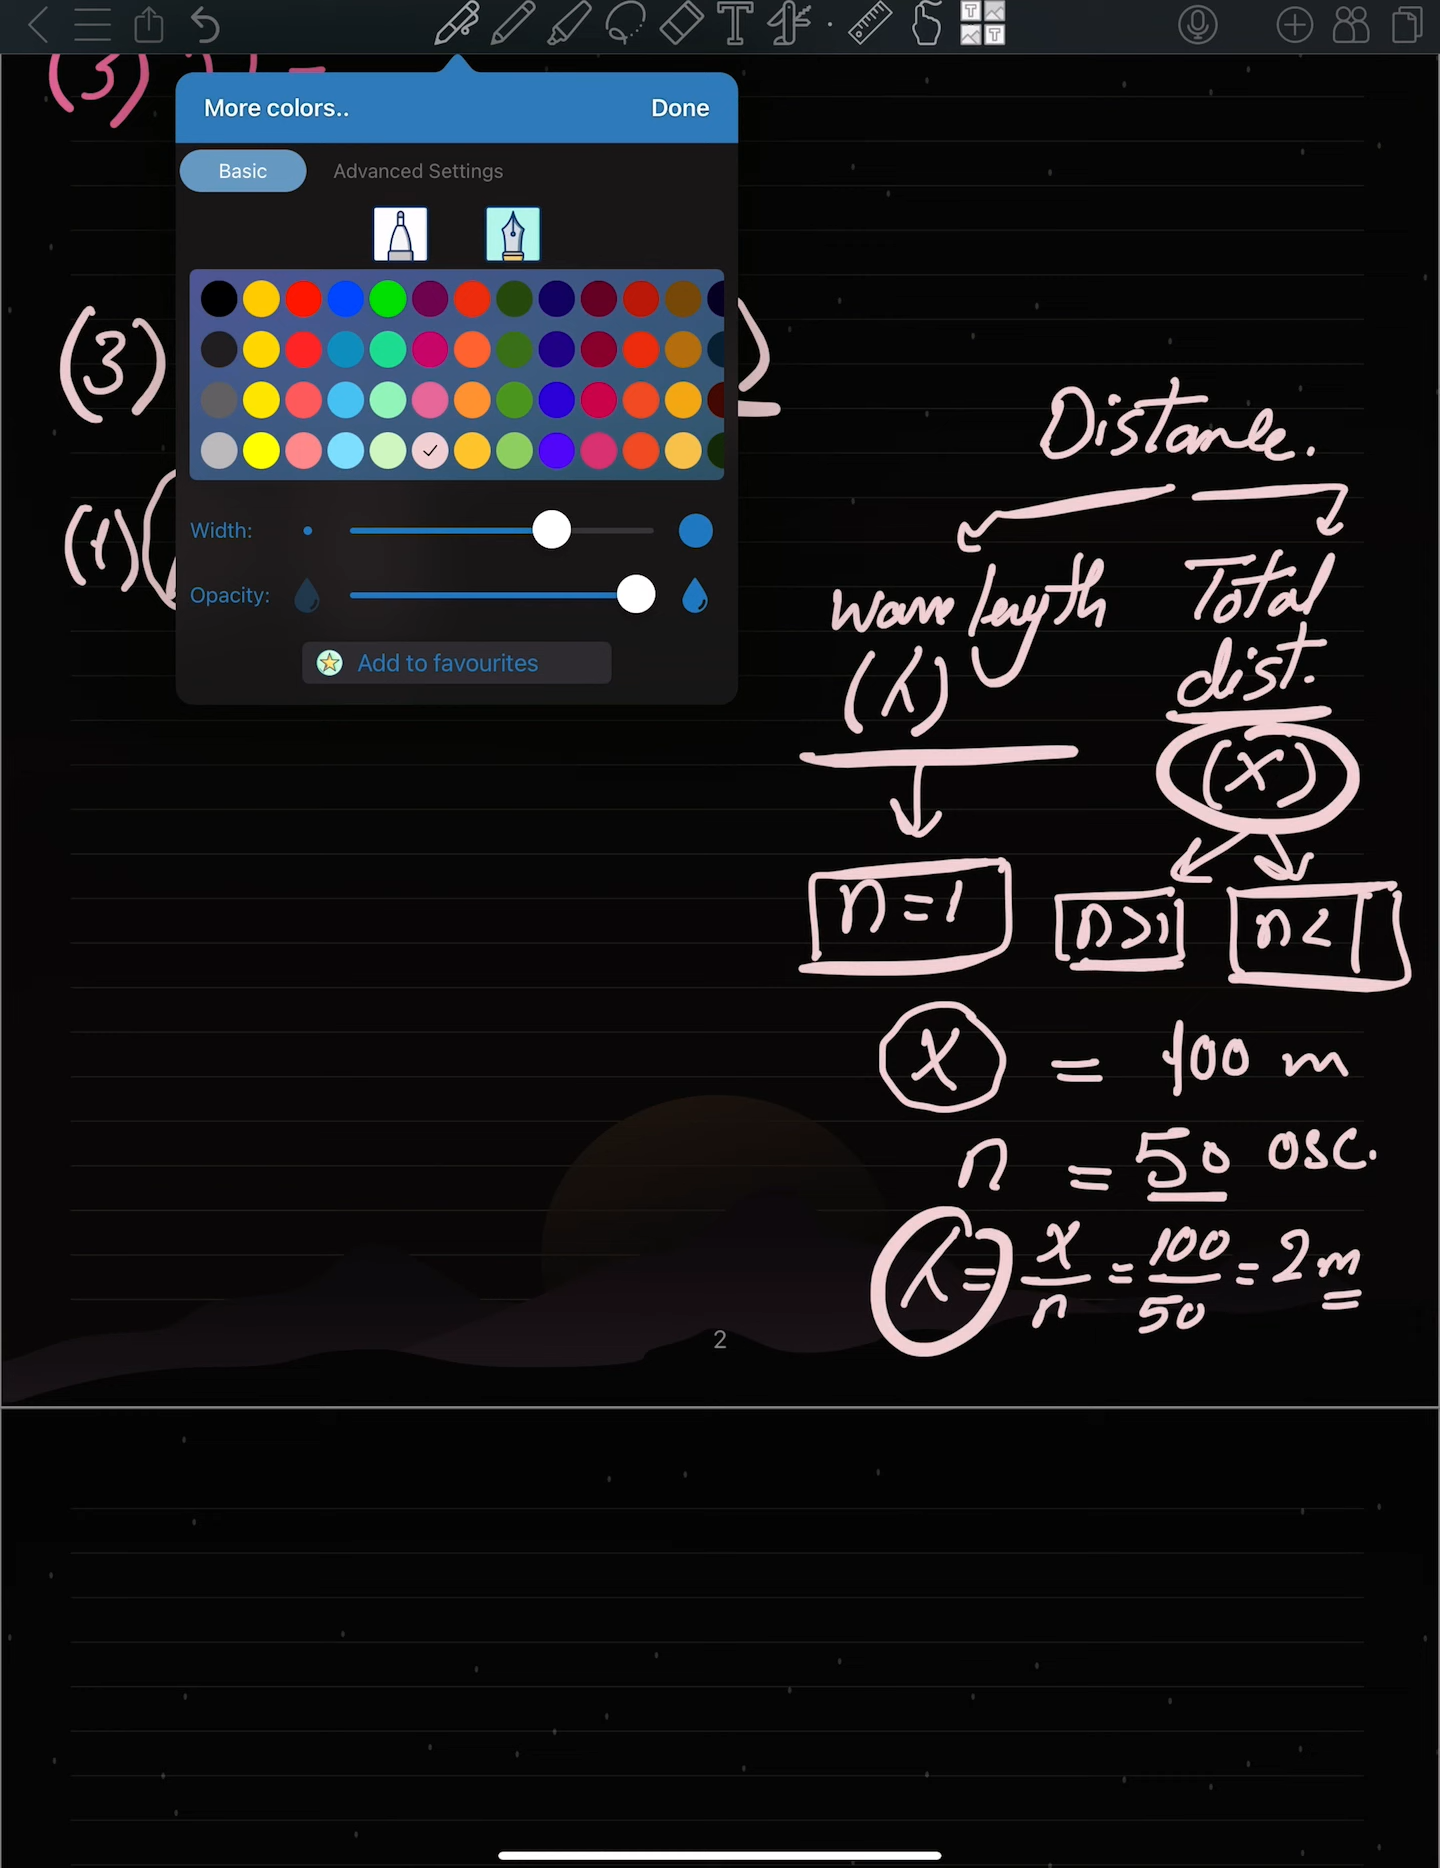 More colors..
Done
Basic
Advanced Settings
Width:
Opacity:
Add to favourites
(3)
(3)
(1)
Distance.
wave length
(λ)
Total
dist.
(x)
n = 1
n > 1
n < 1
x = 100 m
n = 50 osc.
λ = x/n = 100/50 = 2m
2